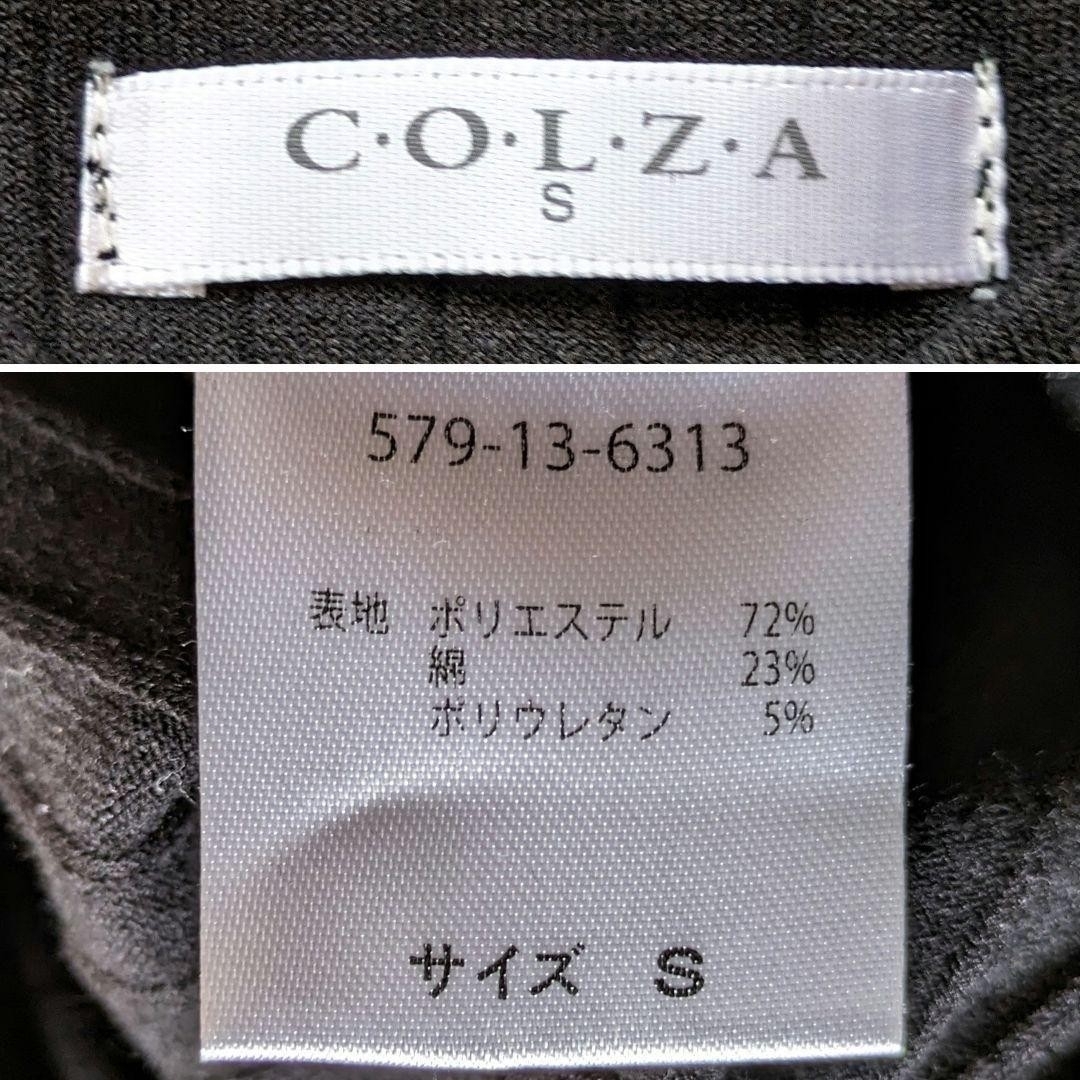 C·O·L·Z·A
S
579-13-6313
表地 ポリエステル 72%
綿 23%
ポリウレタン 5%
サイズ S